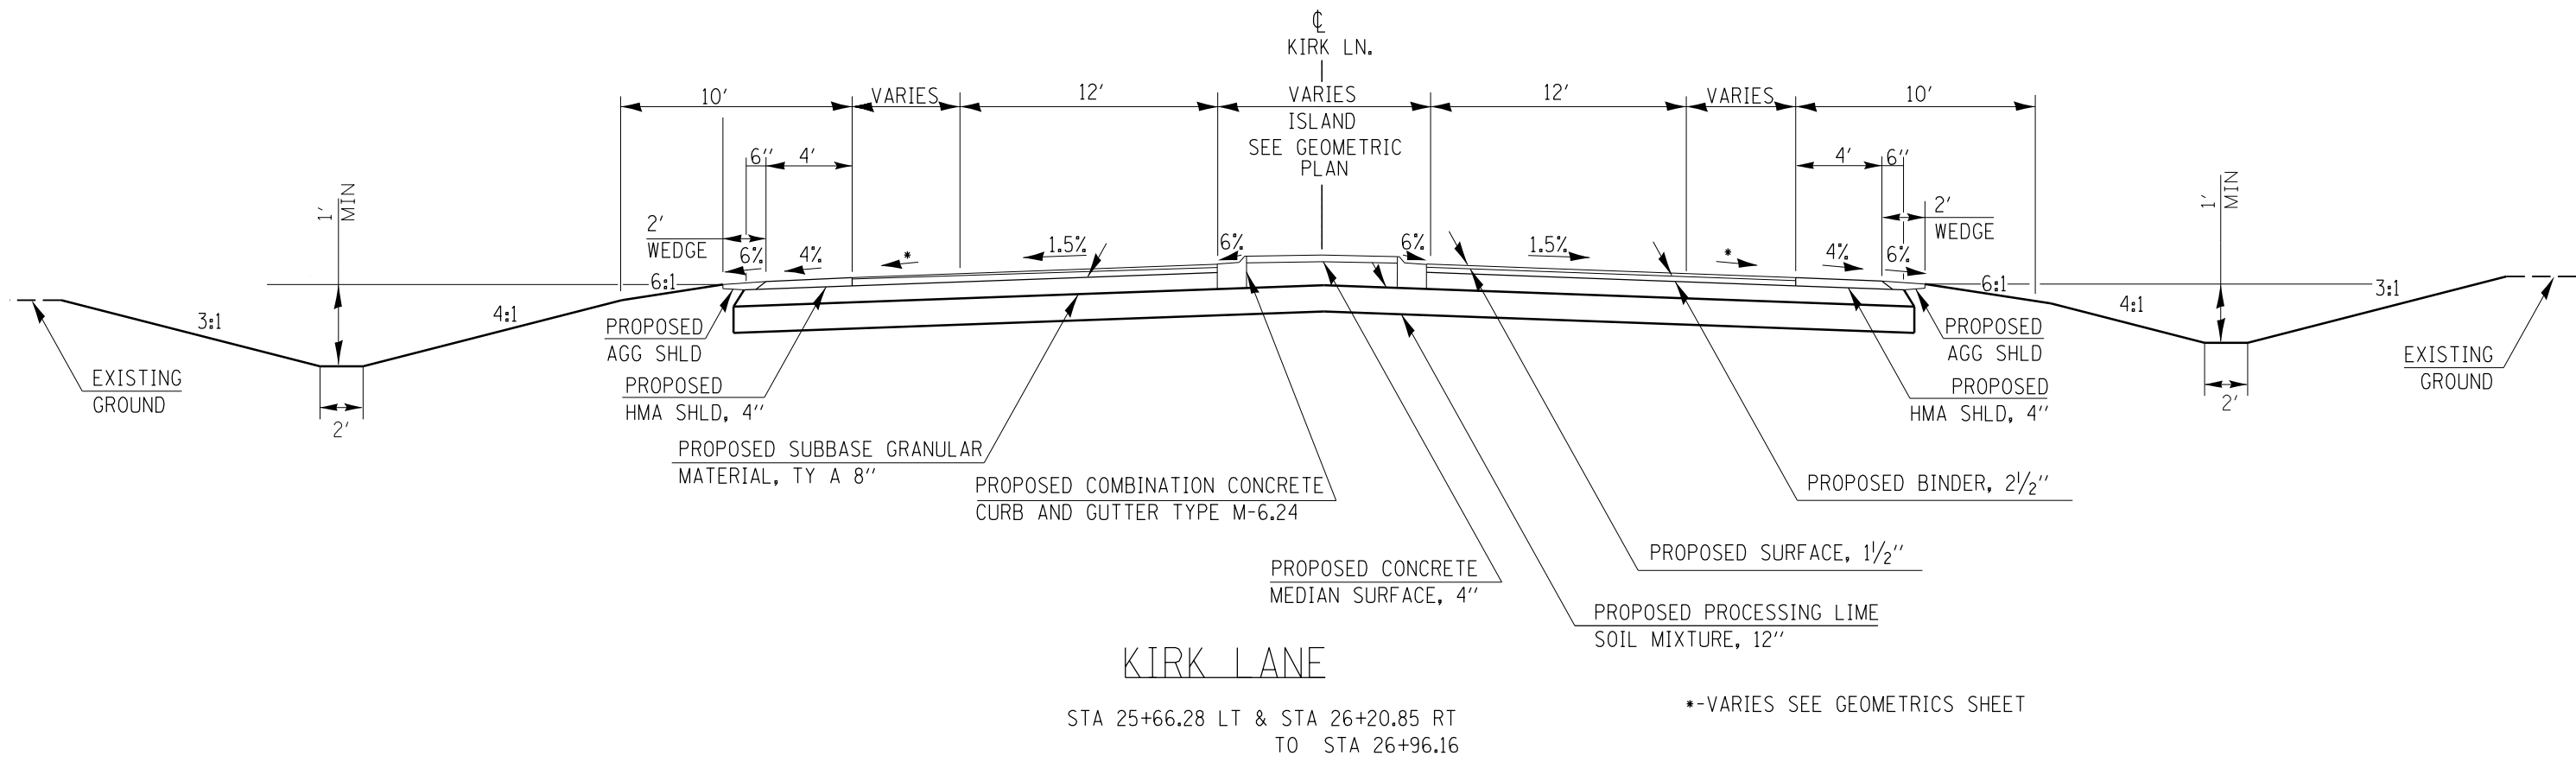 ℄
KIRK LN.
10'
VARIES
12'
VARIES
12'
VARIES
10'
ISLAND
SEE GEOMETRIC
PLAN
6''
4'
4'
6''
1'
MIN
1'
MIN
2'
WEDGE
2'
WEDGE
6%
4%
*
1.5%
6%
6%
1.5%
*
4%
6%
6:1
6:1
3:1
4:1
4:1
3:1
PROPOSED
AGG SHLD
PROPOSED
AGG SHLD
EXISTING
GROUND
EXISTING
GROUND
2'
2'
PROPOSED
HMA SHLD, 4''
PROPOSED
HMA SHLD, 4''
PROPOSED SUBBASE GRANULAR
MATERIAL, TY A 8''
PROPOSED COMBINATION CONCRETE
CURB AND GUTTER TYPE M-6.24
PROPOSED BINDER, 2 1/2''
PROPOSED SURFACE, 1 1/2''
PROPOSED CONCRETE
MEDIAN SURFACE, 4''
PROPOSED PROCESSING LIME
SOIL MIXTURE, 12''
KIRK LANE
STA 25+66.28 LT & STA 26+20.85 RT
TO STA 26+96.16
*-VARIES SEE GEOMETRICS SHEET